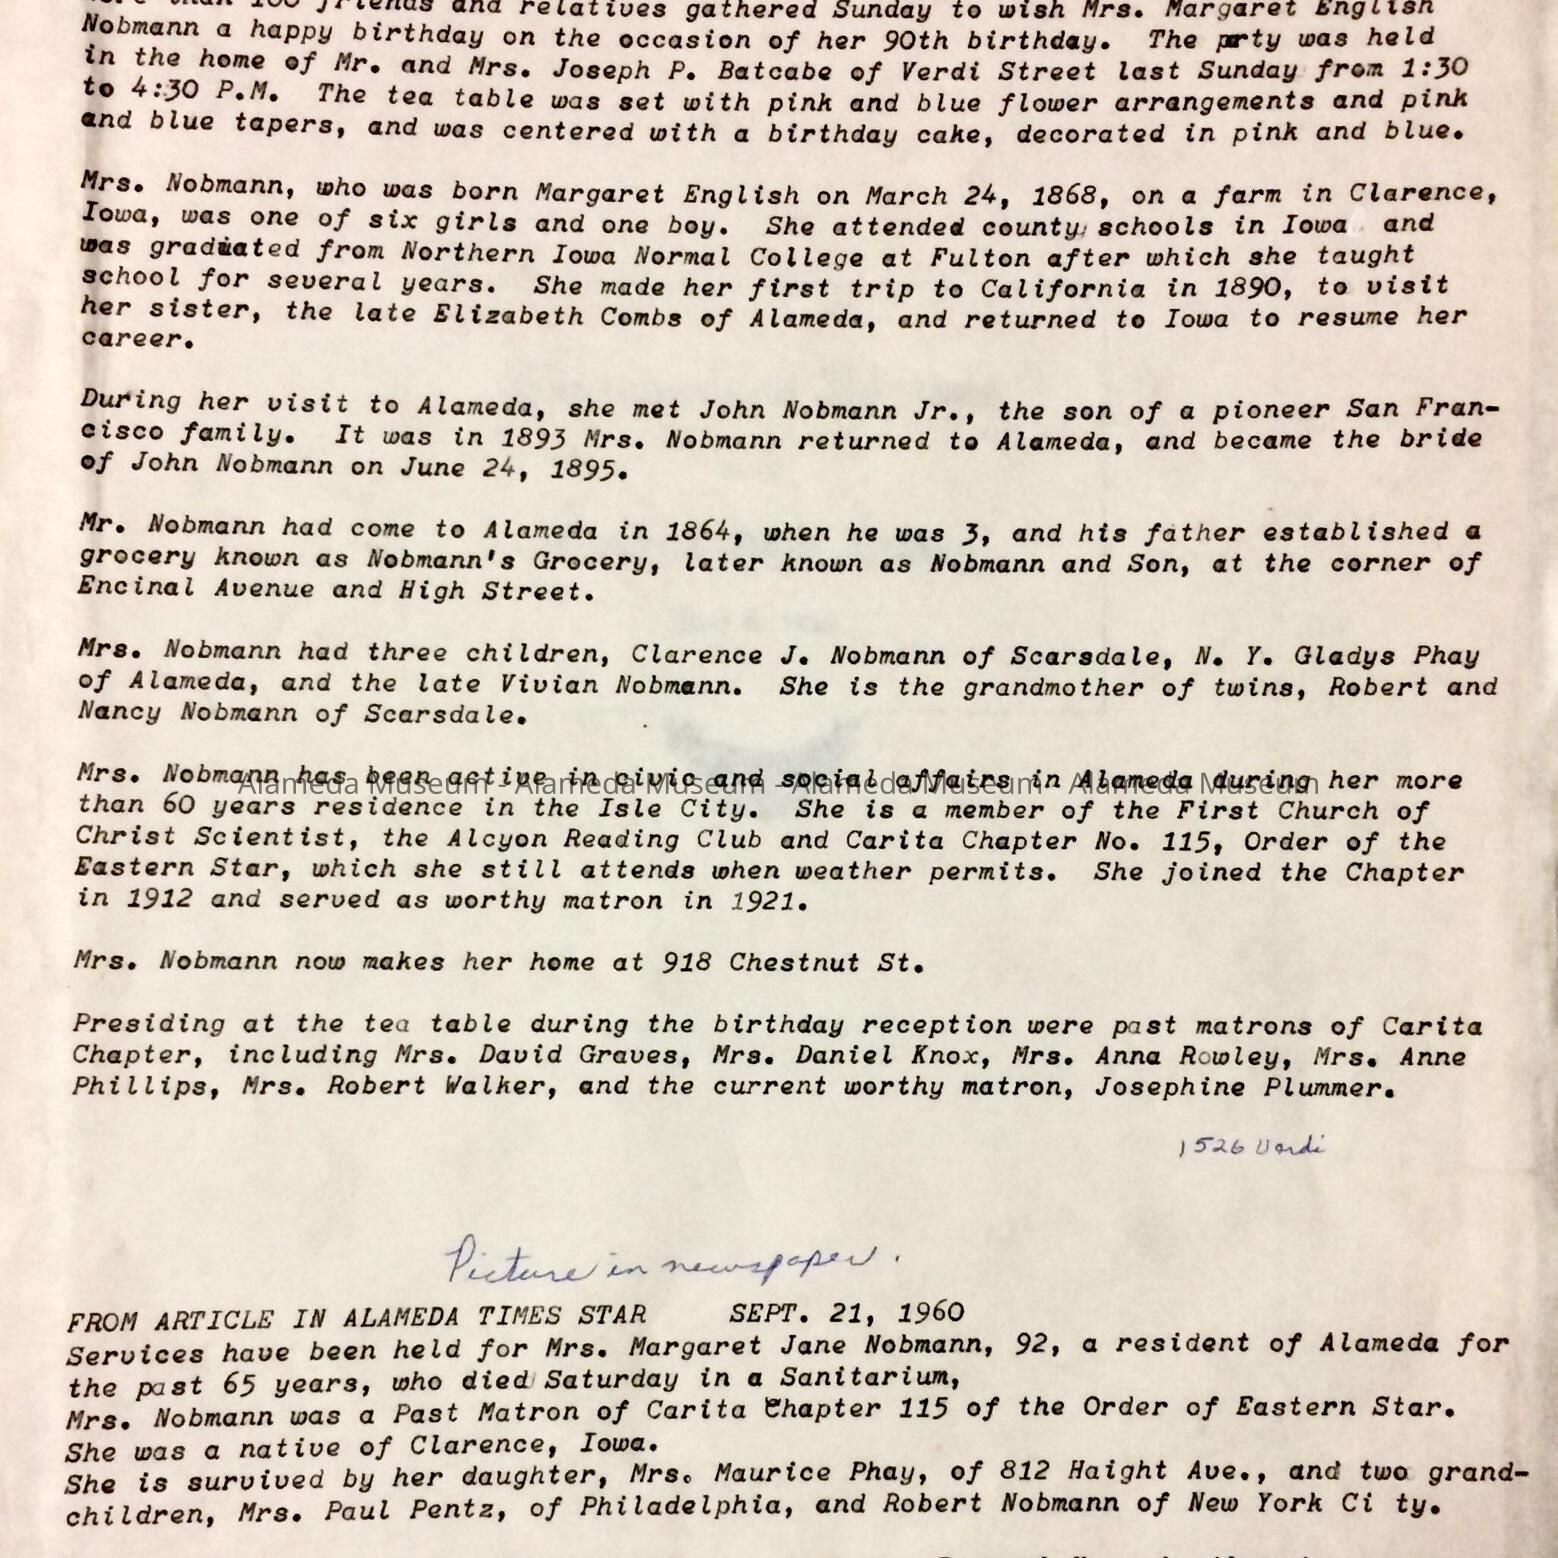 than 100 friends and relatives gathered Sunday to wish Mrs. Margaret English
Nobmann a happy birthday on the occasion of her 90th birthday. The prty was held
in the home of Mr. and Mrs. Joseph P. Batcabe of Verdi Street last Sunday from 1:30
to 4:30 P.M. The tea table was set with pink and blue flower arrangements and pink
and blue tapers, and was centered with a birthday cake, decorated in pink and blue.
Mrs. Nobmann, who was born Margaret English on March 24, 1868, on a farm in Clarence,
Iowa, was one of six girls and one boy. She attended county schools in Iowa and
was graduated from Northern Iowa Normal College at Fulton after which she taught
school for several years. She made her first trip to California in 1890, to visit
her sister, the late Elizabeth Combs of Alameda, and returned to Iowa to resume her
career.
During her visit to Alameda, she met John Nobmann Jr., the son of a pioneer San Fran-
cisco family. It was in 1893 Mrs. Nobmann returned to Alameda, and became the bride
of John Nobmann on June 24, 1895.
Mr. Nobmann had come to Alameda in 1864, when he was 3, and his father established a
grocery known as Nobmann's Grocery, later known as Nobmann and Son, at the corner of
Encinal Avenue and High Street.
Mrs. Nobmann had three children, Clarence J. Nobmann of Scarsdale, N. Y. Gladys Phay
of Alameda, and the late Vivian Nobmann. She is the grandmother of twins, Robert and
Nancy Nobmann of Scarsdale.
Mrs. Nobmann has been active in civic and social affairs in Alameda during her more
Alameda Museum - Alameda Museum - Alameda Museum - Alameda Museum
than 60 years residence in the Isle City. She is a member of the First Church of
Christ Scientist, the Alcyon Reading Club and Carita Chapter No. 115, Order of the
Eastern Star, which she still attends when weather permits. She joined the Chapter
in 1912 and served as worthy matron in 1921.
Mrs. Nobmann now makes her home at 918 Chestnut St.
Presiding at the tea table during the birthday reception were past matrons of Carita
Chapter, including Mrs. David Graves, Mrs. Daniel Knox, Mrs. Anna Rowley, Mrs. Anne
Phillips, Mrs. Robert Walker, and the current worthy matron, Josephine Plummer.
1526 Verdi
Picture in newspaper.
FROM ARTICLE IN ALAMEDA TIMES STAR SEPT. 21, 1960
Services have been held for Mrs. Margaret Jane Nobmann, 92, a resident of Alameda for
the past 65 years, who died Saturday in a Sanitarium,
Mrs. Nobmann was a Past Matron of Carita Chapter 115 of the Order of Eastern Star.
She was a native of Clarence, Iowa.
She is survived by her daughter, Mrs. Maurice Phay, of 812 Haight Ave., and two grand-
children, Mrs. Paul Pentz, of Philadelphia, and Robert Nobmann of New York Ci ty.